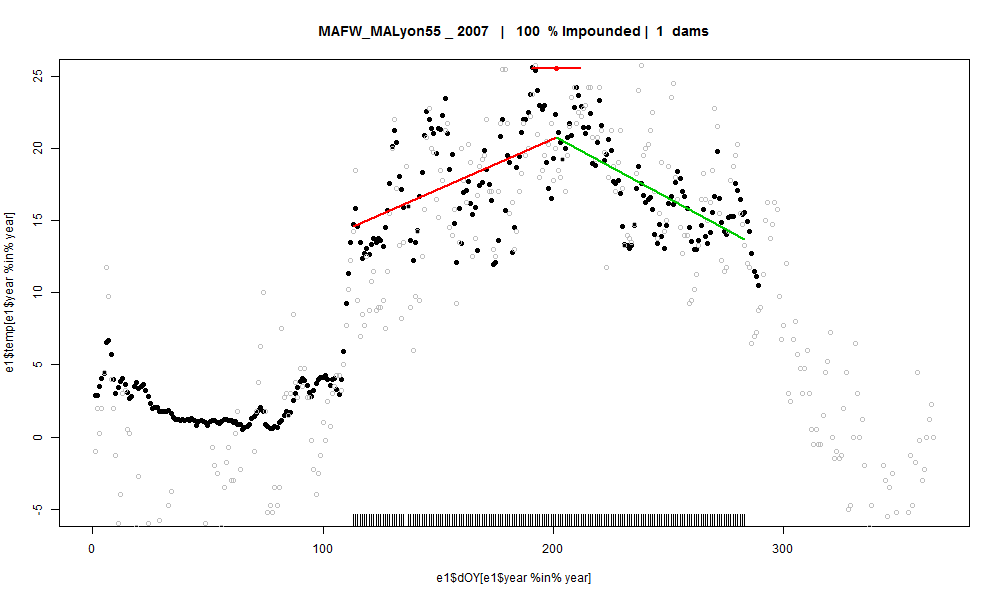 MAFW_MALyon55 _ 2007 | 100 % Impounded | 1 dams
25
20
15
10
5
0
-5
e1$temp[e1$year %in% year]
0 100 200 300
e1$dOY[e1$year %in% year]